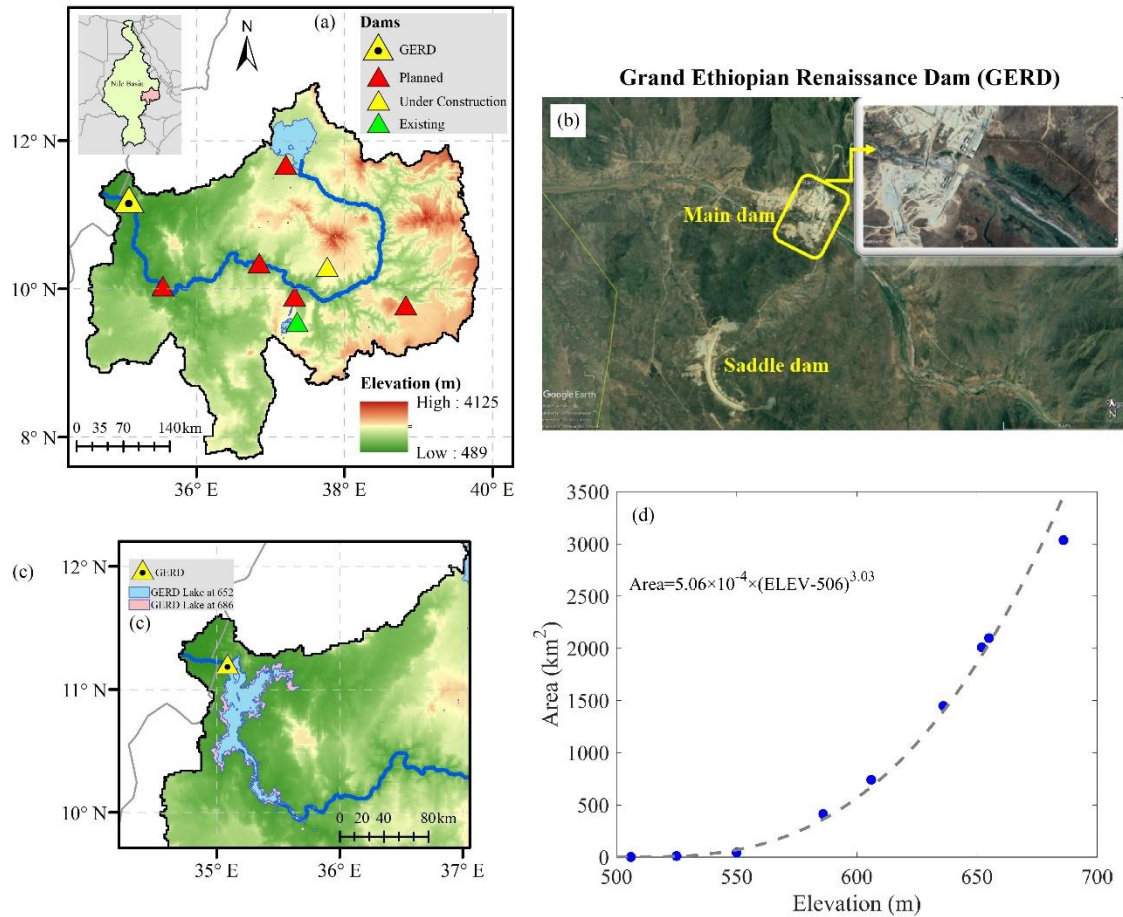 (a)
Nile Basin
N
Dams
GERD
Planned
Under Construction
Existing
12° N
10° N
8° N
0 35 70 140 km
Elevation (m)
High : 4125
Low : 489
36° E
38° E
40° E
Grand Ethiopian Renaissance Dam (GERD)
(b)
Main dam
Saddle dam
Google Earth
N
(c)
GERD
GERD Lake at 652
GERD Lake at 686
(c)
12° N
11° N
10° N
0 20 40 80 km
35° E
36° E
37° E
(d)
Area=5.06×10⁻⁴×(ELEV-506)³·⁰³
Area (km²)
3500
3000
2500
2000
1500
1000
500
0
500 550 600 650 700
Elevation (m)